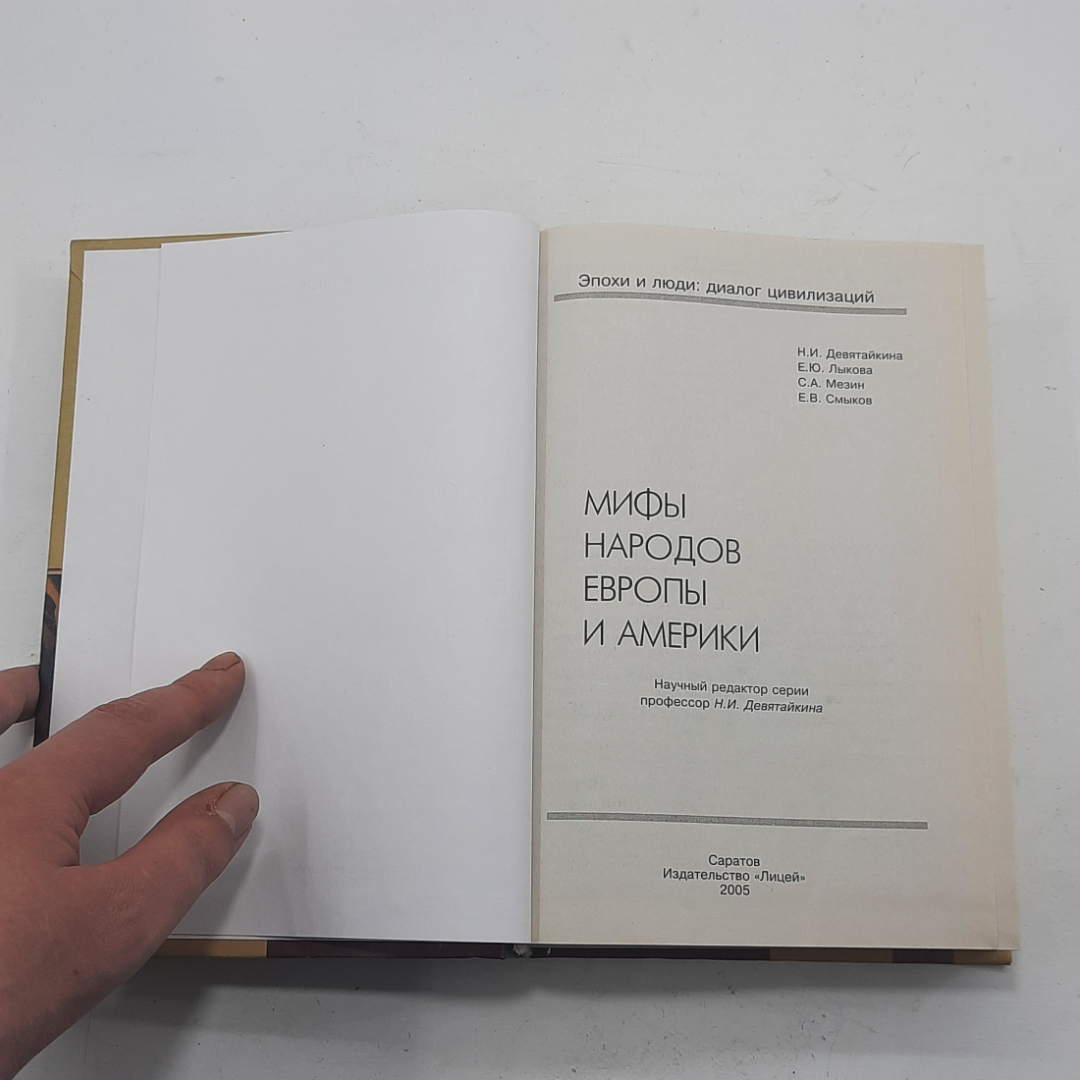 Эпохи и люди: диалог цивилизаций
Н.И. Девятайкина
Е.Ю. Лыкова
С.А. Мезин
Е.В. Смыков
МИФЫ
НАРОДОВ
ЕВРОПЫ
И АМЕРИКИ
Научный редактор серии
профессор Н.И. Девятайкина
Саратов
Издательство «Лицей»
2005